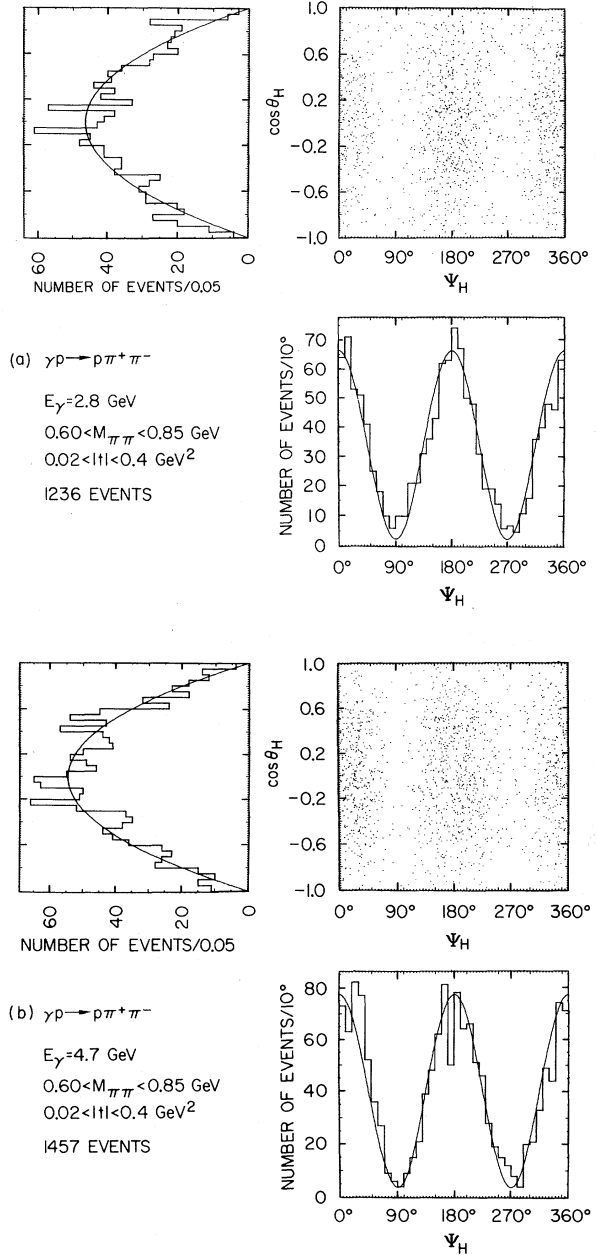 1.0
0.6
0.2
-0.2
-0.6
-1.0
cosθH
60 40 20 0
NUMBER OF EVENTS/0.05
0° 90° 180° 270° 360°
ΨH
(a) γp→pπ+π−
Eγ=2.8 GeV
0.60<Mππ<0.85 GeV
0.02<|t|<0.4 GeV2
1236 EVENTS
NUMBER OF EVENTS/10°
70
60
50
40
30
20
10
0
0° 90° 180° 270° 360°
ΨH
1.0
0.6
0.2
-0.2
-0.6
-1.0
cosθH
60 40 20 0
NUMBER OF EVENTS/0.05
0° 90° 180° 270° 360°
ΨH
(b) γp→pπ+π−
Eγ=4.7 GeV
0.60<Mππ<0.85 GeV
0.02<|t|<0.4 GeV2
1457 EVENTS
NUMBER OF EVENTS/10°
80
60
40
20
0
0° 90° 180° 270° 360°
ΨH